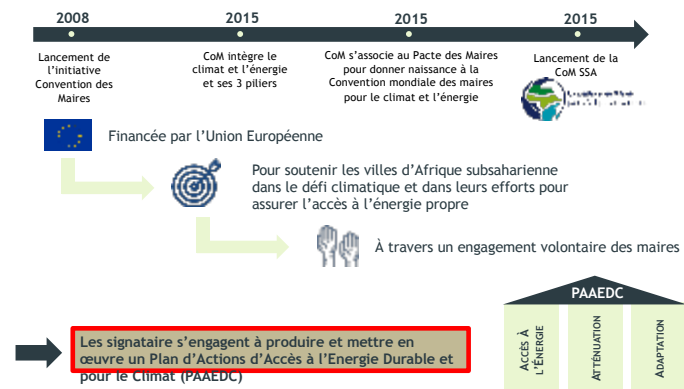 2008
2015
2015
2015
Lancement de
l'initiative
Convention des
Maires
CoM intègre le
climat et l'énergie
et ses 3 piliers
CoM s'associe au Pacte des Maires
pour donner naissance à la
Convention mondiale des maires
pour le climat et l'énergie
Lancement de la
CoM SSA
Financée par l'Union Européenne
Pour soutenir les villes d'Afrique subsaharienne
dans le défi climatique et dans leurs efforts pour
assurer l'accès à l'énergie propre
À travers un engagement volontaire des maires
PAAEDC
ACCÈS À
L'ÉNERGIE
ATTÉNUATION
ADAPTATION
Les signataire s'engagent à produire et mettre en
œuvre un Plan d'Actions d'Accès à l'Energie Durable et
pour le Climat (PAAEDC)